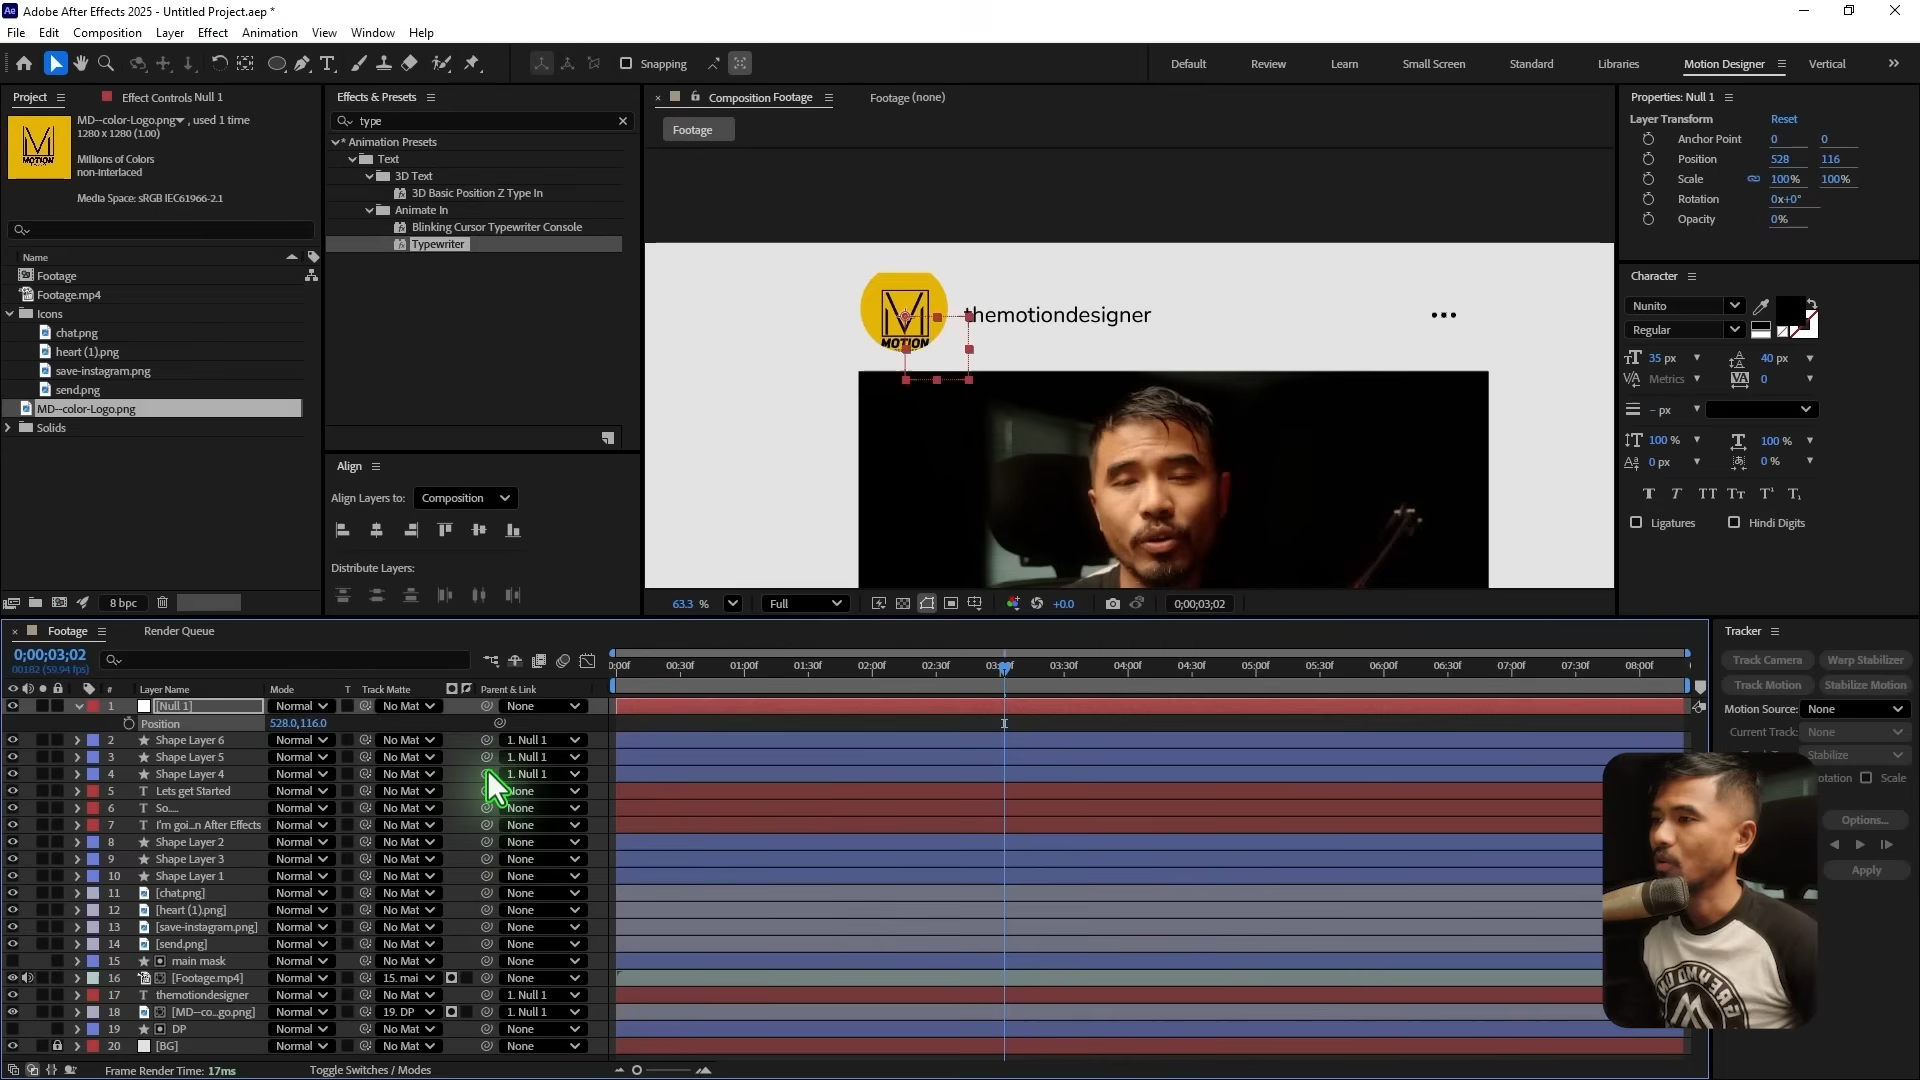 Adobe After Effects 2025 - Untitled Project.aep *
File Edit Composition Layer Effect Animation View Window Help
Snapping
Default Review Learn Small Screen Standard Libraries Motion Designer Vertical
Project
Effect Controls Null 1
MD--color-Logo.png , used 1 time
1280 x 1280 (1.00)
Millions of Colors
non-interlaced
Media Space: sRGB IEC61966-2.1
Name
Footage
Footage.mp4
Icons
chat.png
heart (1).png
save-instagram.png
send.png
MD--color-Logo.png
Solids
8 bpc
Effects & Presets
type
* Animation Presets
Text
3D Text
3D Basic Position Z Type In
Animate In
Blinking Cursor Typewriter Console
Typewriter
Align
Align Layers to: Composition
Distribute Layers:
Composition Footage
Footage (none)
Footage
MOTION
themotiondesigner
63.3 %
Full
+0.0
0;00;03;02
Properties: Null 1
Layer Transform Reset
Anchor Point 0 0
Position 528 116
Scale 100% 100%
Rotation 0x+0°
Opacity 0%
Character
Nunito
Regular
35 px 40 px
Metrics 0
- px
100 % 100 %
0 px 0 %
Ligatures Hindi Digits
Footage
Render Queue
0;00;03;02
00182 (59.94 fps)
:00f 00:30f 01:00f 01:30f 02:00f 02:30f 03:00f 03:30f 04:00f 04:30f 05:00f 05:30f 06:00f 06:30f 07:00f 07:30f 08:00f
# Layer Name Mode T Track Matte Parent & Link
1 [Null 1] Normal No Mat None
Position 528.0,116.0
2 Shape Layer 6 Normal No Mat 1. Null 1
3 Shape Layer 5 Normal No Mat 1. Null 1
4 Shape Layer 4 Normal No Mat 1. Null 1
5 Lets get Started Normal No Mat None
6 So.... Normal No Mat None
7 I'm goi...n After Effects Normal No Mat None
8 Shape Layer 2 Normal No Mat None
9 Shape Layer 3 Normal No Mat None
10 Shape Layer 1 Normal No Mat None
11 [chat.png] Normal No Mat None
12 [heart (1).png] Normal No Mat None
13 [save-instagram.png] Normal No Mat None
14 [send.png] Normal No Mat None
15 main mask Normal No Mat None
16 [Footage.mp4] Normal 15. mai None
17 themotiondesigner Normal No Mat 1. Null 1
18 [MD--co...go.png] Normal 19. DP 1. Null 1
19 DP Normal No Mat None
20 [BG] Normal No Mat None
Frame Render Time: 17ms
Toggle Switches / Modes
Tracker
Track Camera Warp Stabilizer
Track Motion Stabilize Motion
Motion Source: None
Current Track: None
Stabilize
otation Scale
Options...
Apply